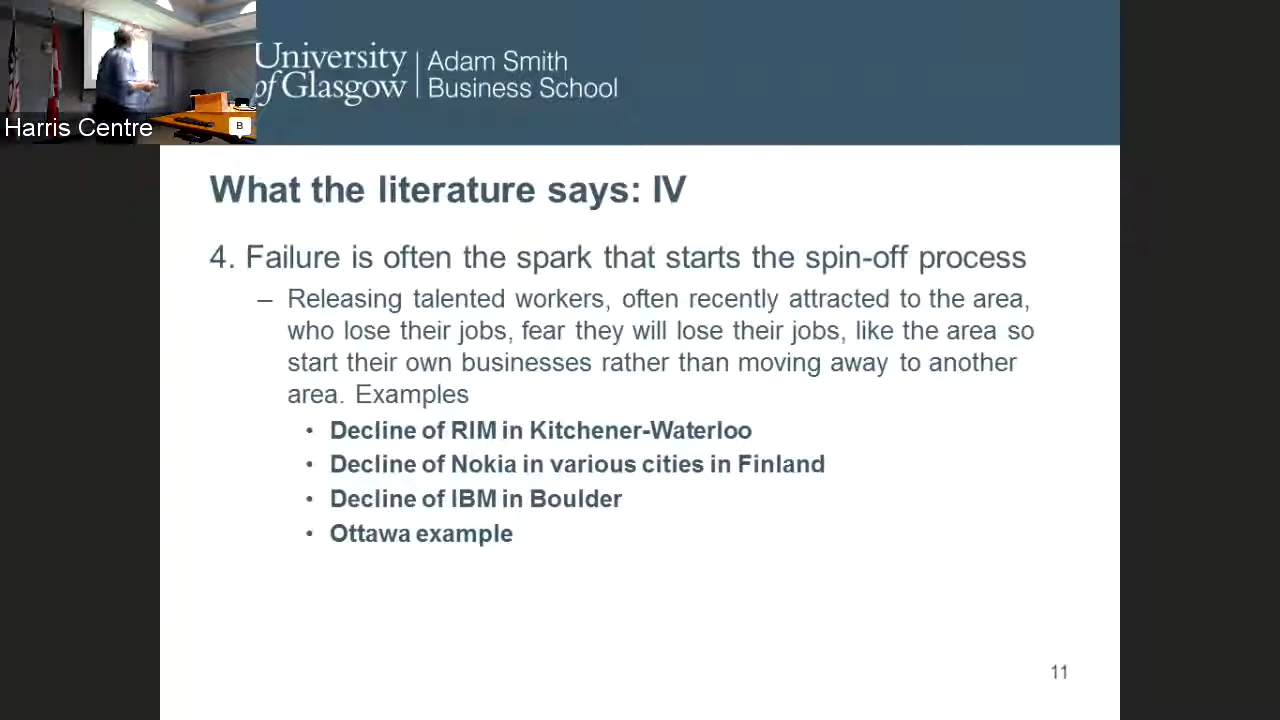 University of Glasgow
Adam Smith
Business School
Harris Centre
B
What the literature says: IV
4. Failure is often the spark that starts the spin-off process
– Releasing talented workers, often recently attracted to the area,
who lose their jobs, fear they will lose their jobs, like the area so
start their own businesses rather than moving away to another
area. Examples
• Decline of RIM in Kitchener-Waterloo
• Decline of Nokia in various cities in Finland
• Decline of IBM in Boulder
• Ottawa example
11